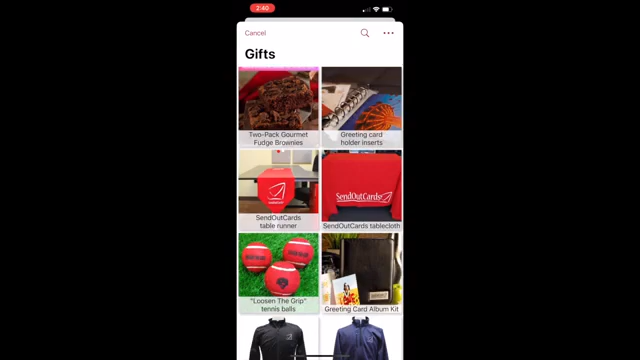 2:40
Cancel
Gifts
Two-Pack Gourmet
Fudge Brownies
Greeting card
holder inserts
SendOutCards
SendOutCards
table runner
SendOutCards tablecloth
"Loosen The Grip"
tennis balls
Greeting Card Album Kit